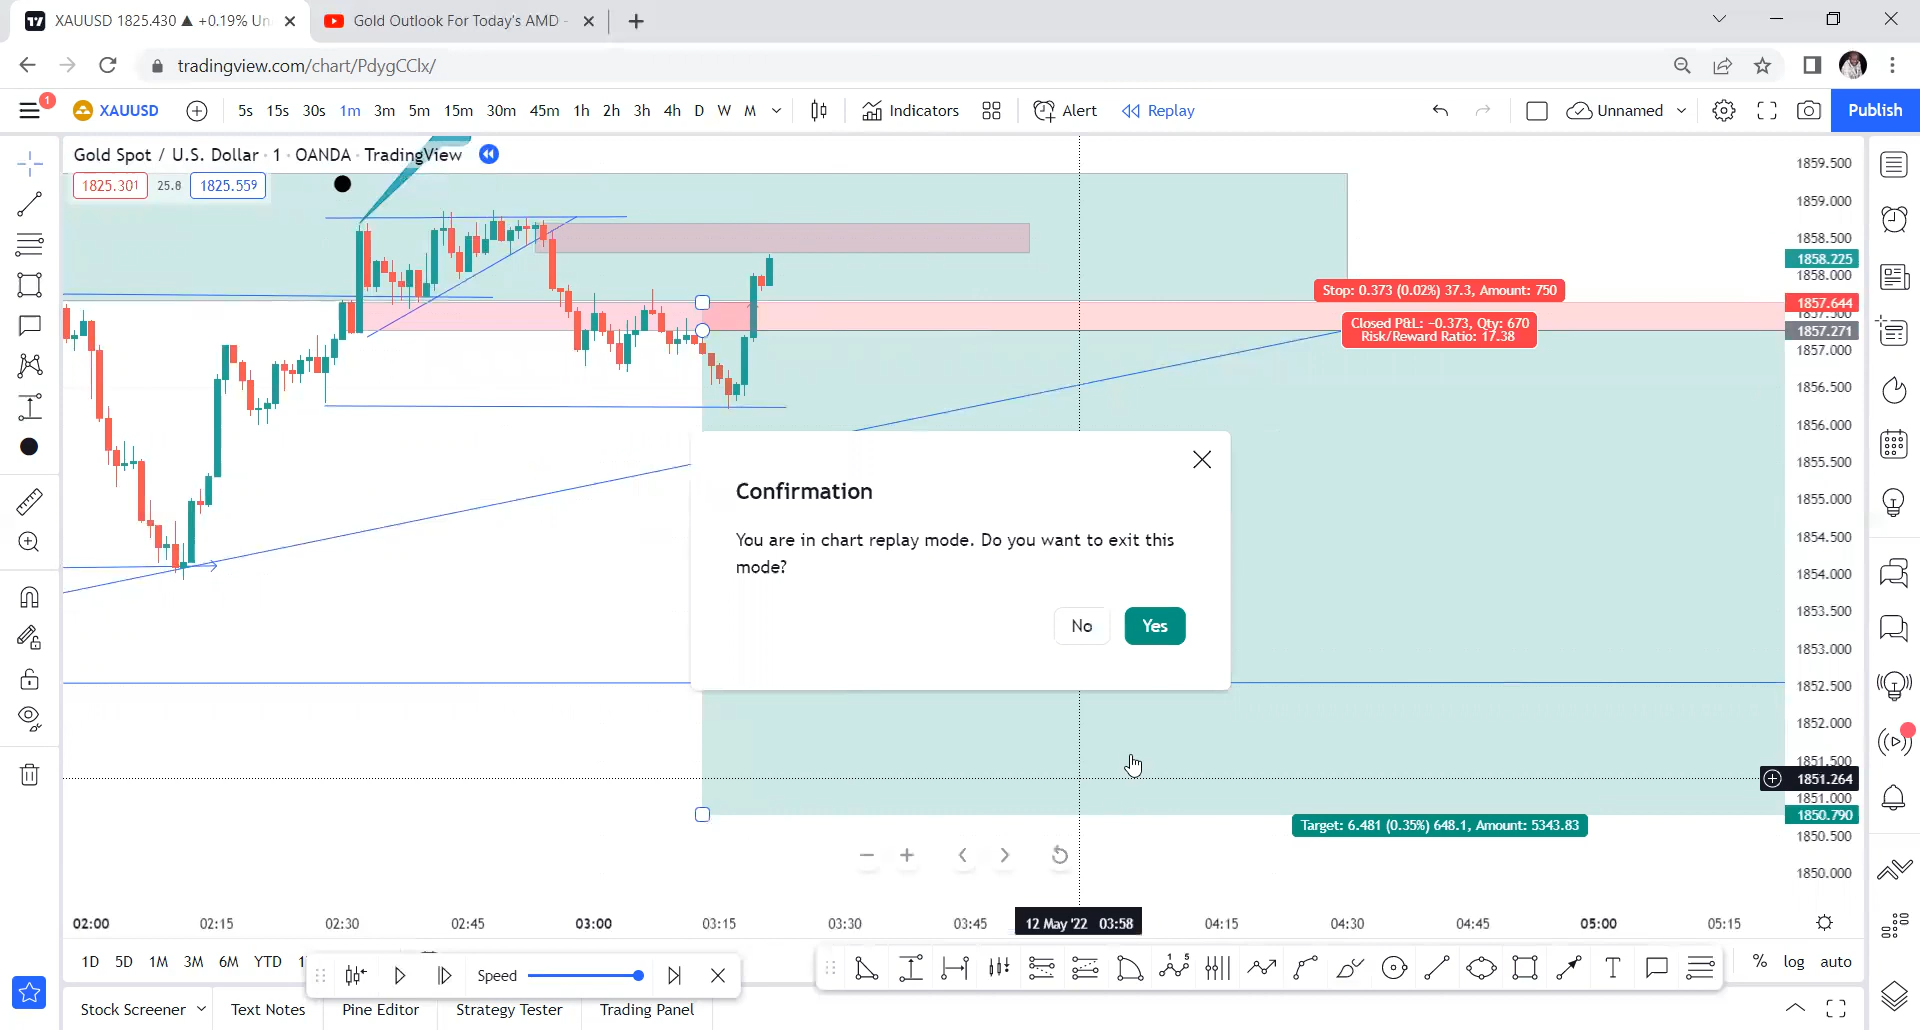 XAUUSD 1825.430 ▲ +0.19% Un
Gold Outlook For Today's AMD -
tradingview.com/chart/PdygCClx/
1
XAUUSD
5s 15s 30s 1m 3m 5m 15m 30m 45m 1h 2h 3h 4h D W M
Indicators
Alert
Replay
Unnamed
Publish
Gold Spot / U.S. Dollar · 1 · OANDA · TradingView
1825.301 25.8 1825.559
1859.500
1859.000
1858.500
1858.225
1858.000
1857.644
1857.500
1857.271
1857.000
1856.500
1856.000
1855.500
1855.000
1854.500
1854.000
1853.500
1853.000
1852.500
1852.000
1851.500
1851.264
1851.000
1850.790
1850.500
1850.000
Stop: 0.373 (0.02%) 37.3, Amount: 750
Closed P&L: −0.373, Qty: 670
Risk/Reward Ratio: 17.38
Confirmation
You are in chart replay mode. Do you want to exit this
mode?
No Yes
Target: 6.481 (0.35%) 648.1, Amount: 5343.83
02:00 02:15 02:30 02:45 03:00 03:15 03:30 03:45 12 May '22 03:58 04:15 04:30 04:45 05:00 05:15
1D 5D 1M 3M 6M YTD 1
Speed
% log auto
Stock Screener Text Notes Pine Editor Strategy Tester Trading Panel